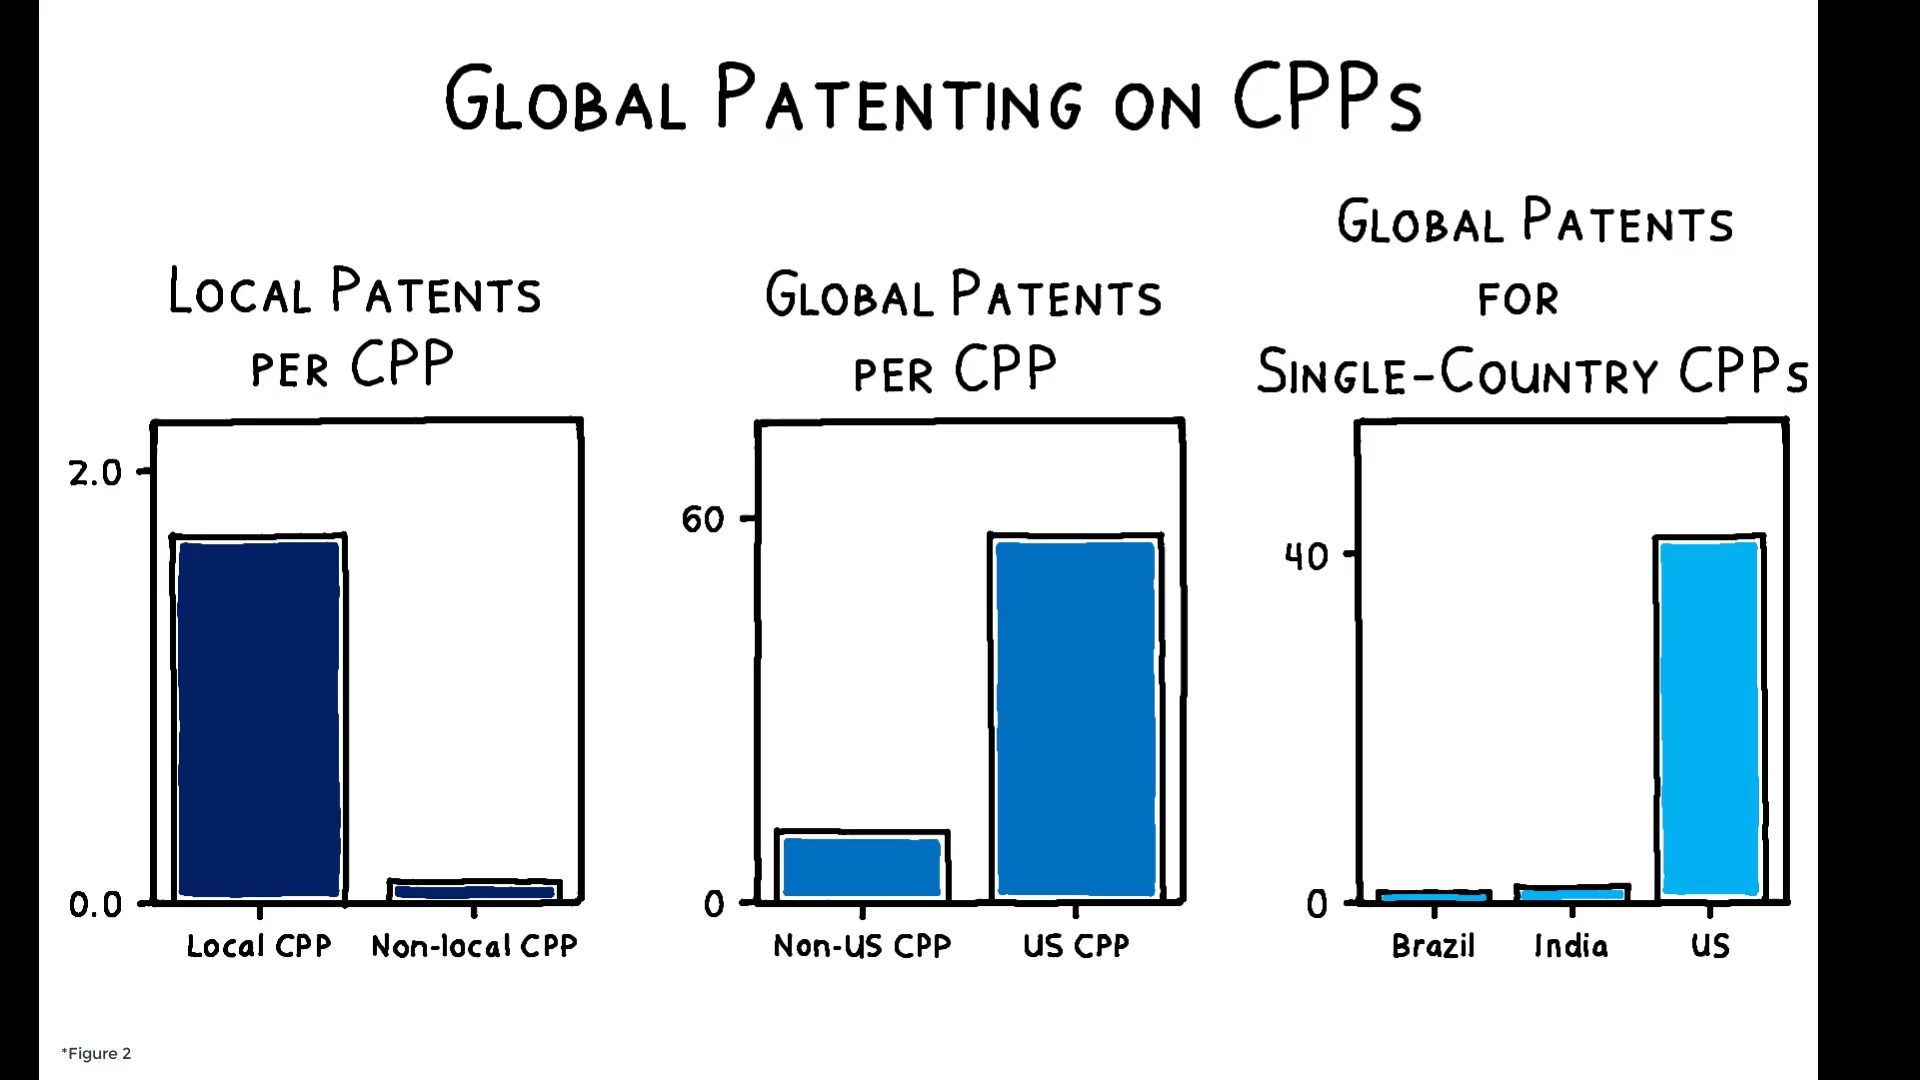 GLOBAL PATENTING ON CPPS
LOCAL PATENTS
PER CPP
2.0
0.0
Local CPP
Non-local CPP
GLOBAL PATENTS
PER CPP
60
0
Non-US CPP
US CPP
GLOBAL PATENTS
FOR
SINGLE-COUNTRY CPPS
40
0
Brazil
India
US
*Figure 2